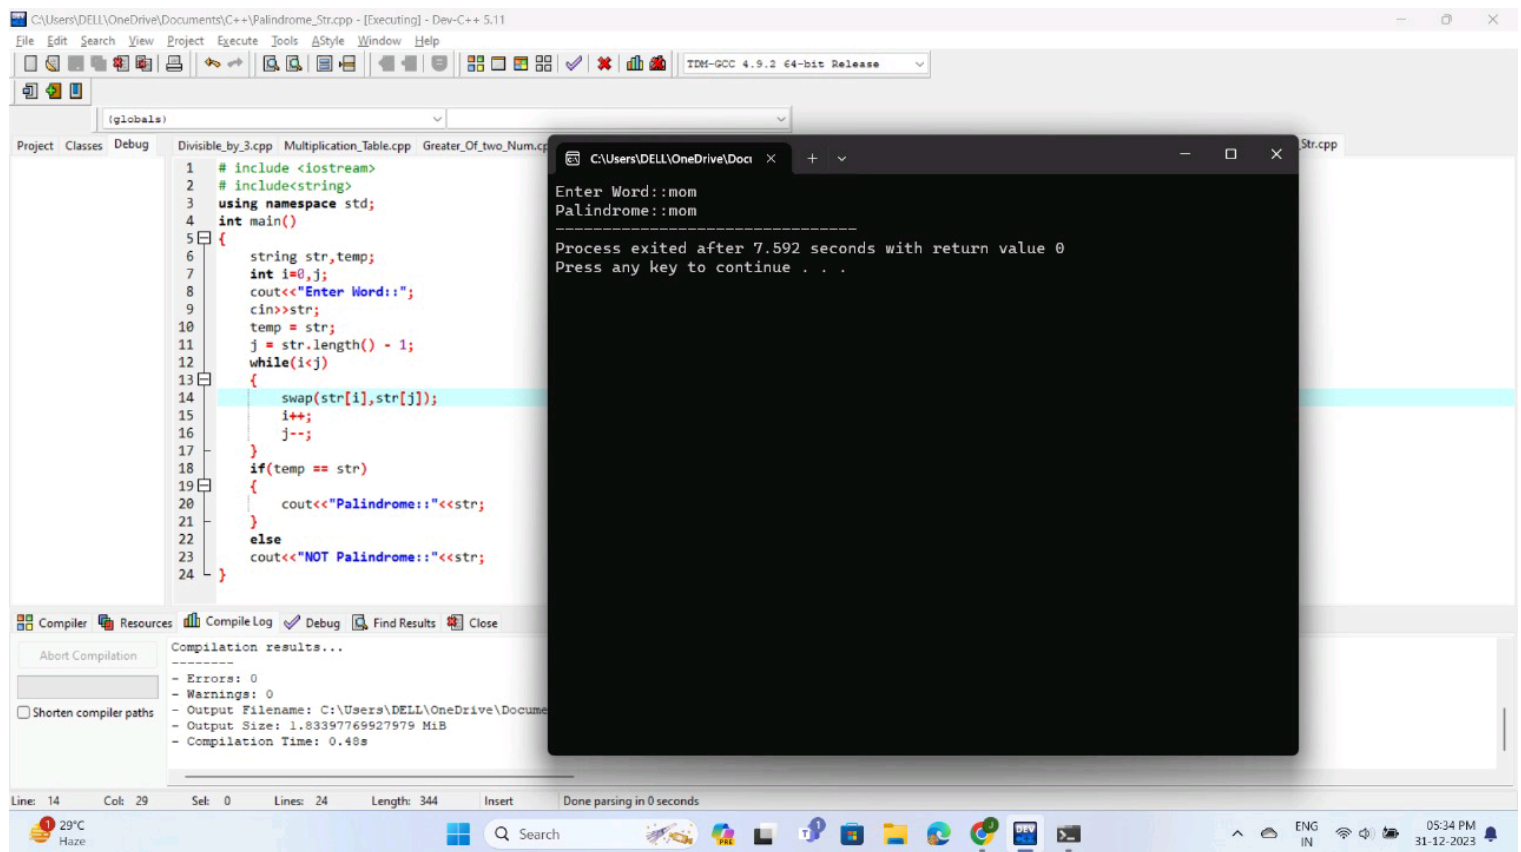 C:\Users\DELL\OneDrive\Documents\C++\Palindrome_Str.cpp - [Executing] - Dev-C++ 5.11
File Edit Search View Project Execute Tools AStyle Window Help
TDM-GCC 4.9.2 64-bit Release
(globals)
Project Classes Debug
Divisible_by_3.cpp Multiplication_Table.cpp Greater_Of_two_Num.cp
Str.cpp
1 # include <iostream>
2 # include<string>
3 using namespace std;
4 int main()
5 {
6 string str,temp;
7 int i=0,j;
8 cout<<"Enter Word::";
9 cin>>str;
10 temp = str;
11 j = str.length() - 1;
12 while(i<j)
13 {
14 swap(str[i],str[j]);
15 i++;
16 j--;
17 }
18 if(temp == str)
19 {
20 cout<<"Palindrome::"<<str;
21 }
22 else
23 cout<<"NOT Palindrome::"<<str;
24 }
C:\Users\DELL\OneDrive\Docu
Enter Word::mom
Palindrome::mom
--------------------------------
Process exited after 7.592 seconds with return value 0
Press any key to continue . . .
Compiler Resources Compile Log Debug Find Results Close
Abort Compilation
Shorten compiler paths
Compilation results...
--------
- Errors: 0
- Warnings: 0
- Output Filename: C:\Users\DELL\OneDrive\Docume
- Output Size: 1.83397769927979 MiB
- Compilation Time: 0.48s
Line: 14 Col: 29 Sel: 0 Lines: 24 Length: 344 Insert Done parsing in 0 seconds
1
29°C
Haze
Search
PRE
T
1
J
DEV
ENG
IN
05:34 PM
31-12-2023